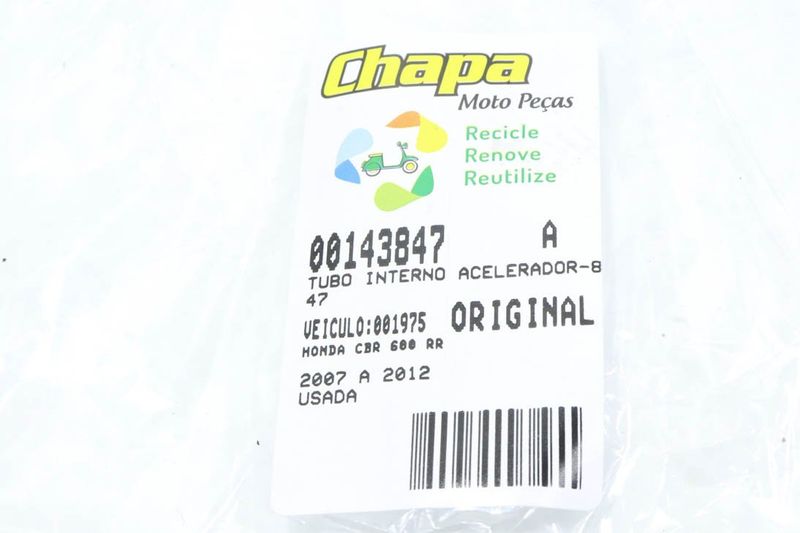 Chapa
Moto Peças
Recicle
Renove
Reutilize
00143847 A
TUBO INTERNO ACELERADOR-8
47
VEICULO:001975 ORIGINAL
HONDA CBR 600 RR
2007 A 2012
USADA